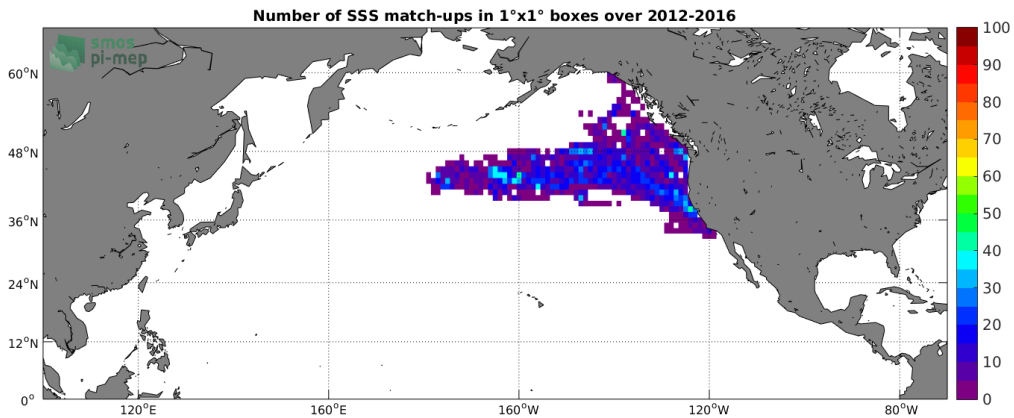 Number of SSS match-ups in 1°x1° boxes over 2012-2016
smos
pi-mep
60°N
48°N
36°N
24°N
12°N
0°
120°E
160°E
160°W
120°W
80°W
100
90
80
70
60
50
40
30
20
10
0